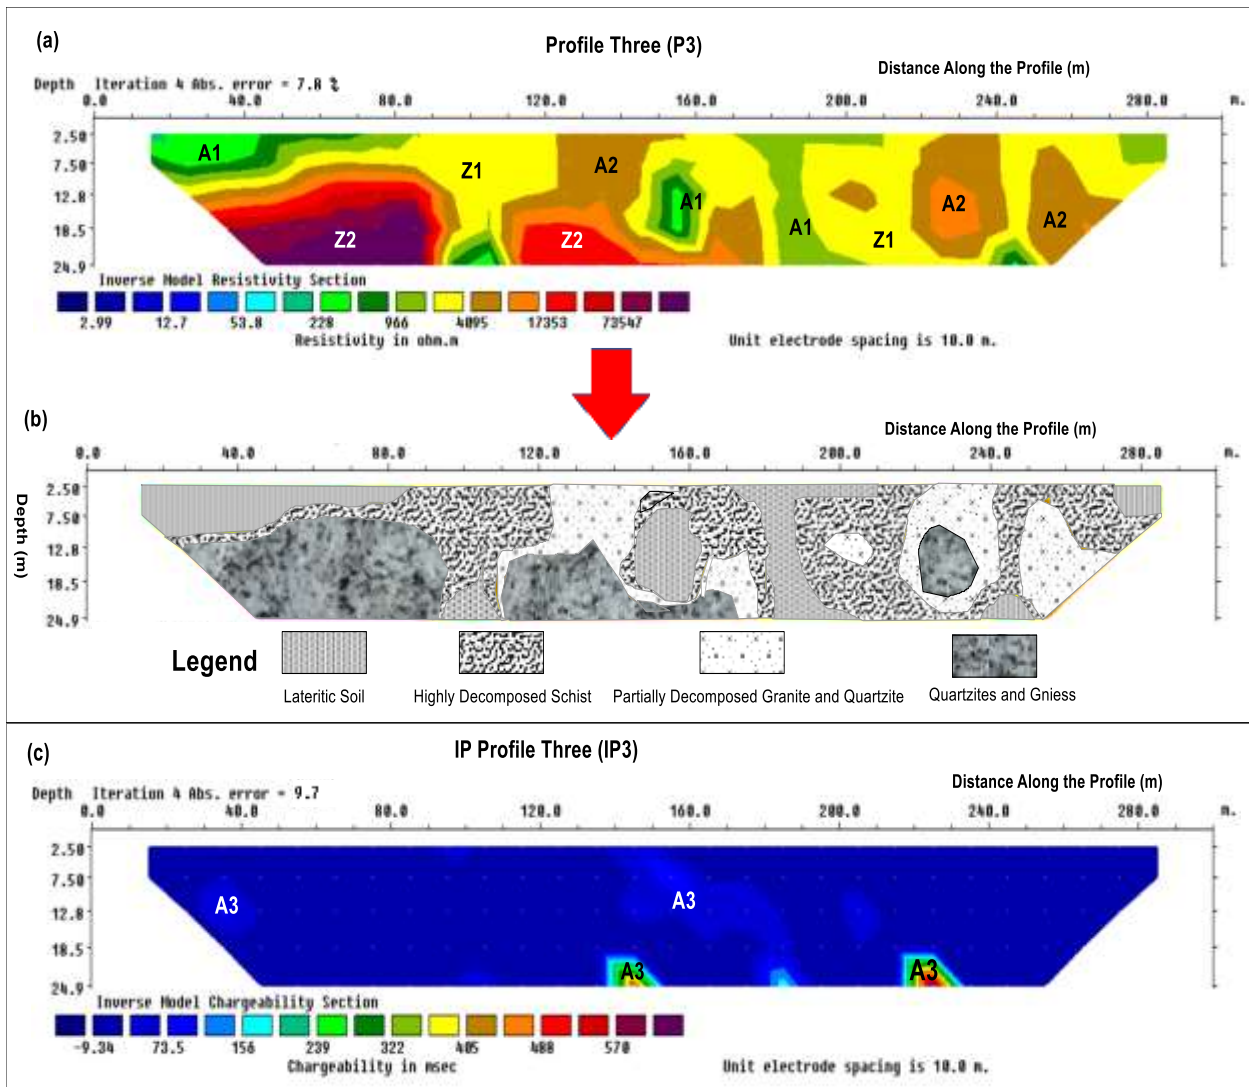 (a)
Profile Three (P3)
Depth Iteration 4 Abs. error = 7.8 %
Distance Along the Profile (m)
0.0 40.0 80.0 120.0 160.0 200.0 240.0 280.0 m.
2.50
7.50
12.8
18.5
24.9
A1 Z1 A2 A1 A2 A2
Z2 Z2 A1 Z1
Inverse Model Resistivity Section
2.99 12.7 53.8 228 966 4095 17353 73547
Resistivity in ohm.m
Unit electrode spacing is 10.0 m.
(b)
Distance Along the Profile (m)
0.0 40.0 80.0 120.0 160.0 200.0 240.0 280.0 m.
Depth (m)
2.50
7.50
12.8
18.5
24.9
Legend
Lateritic Soil
Highly Decomposed Schist
Partially Decomposed Granite and Quartzite
Quartzites and Gniess
(c)
IP Profile Three (IP3)
Depth Iteration 4 Abs. error = 9.7
Distance Along the Profile (m)
0.0 40.0 80.0 120.0 160.0 200.0 240.0 280.0 m.
2.50
7.50
12.8
18.5
24.9
A3 A3
A3 A3
Inverse Model Chargeability Section
-9.34 73.5 156 239 322 405 488 570
Chargeability in msec
Unit electrode spacing is 10.0 m.